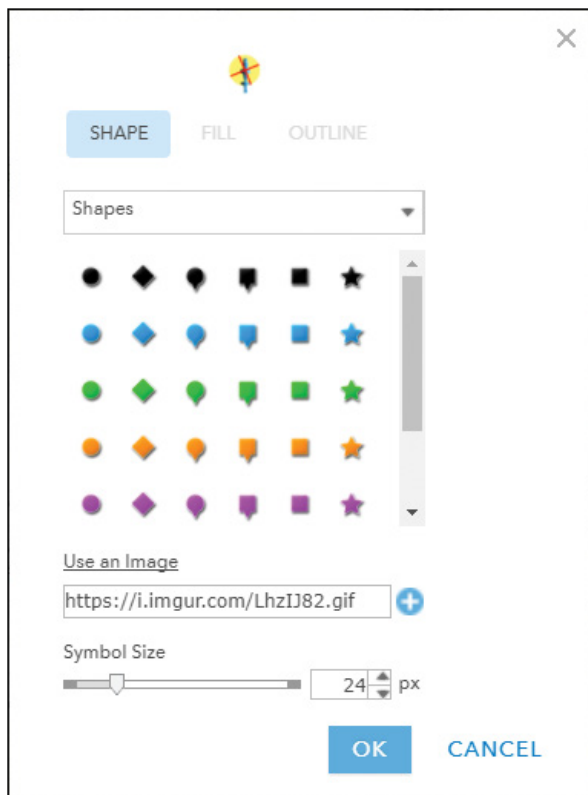 SHAPE FILL OUTLINE
Shapes
Use an Image
https://i.imgur.com/LhzIJ82.gif
Symbol Size
24 px
OK CANCEL